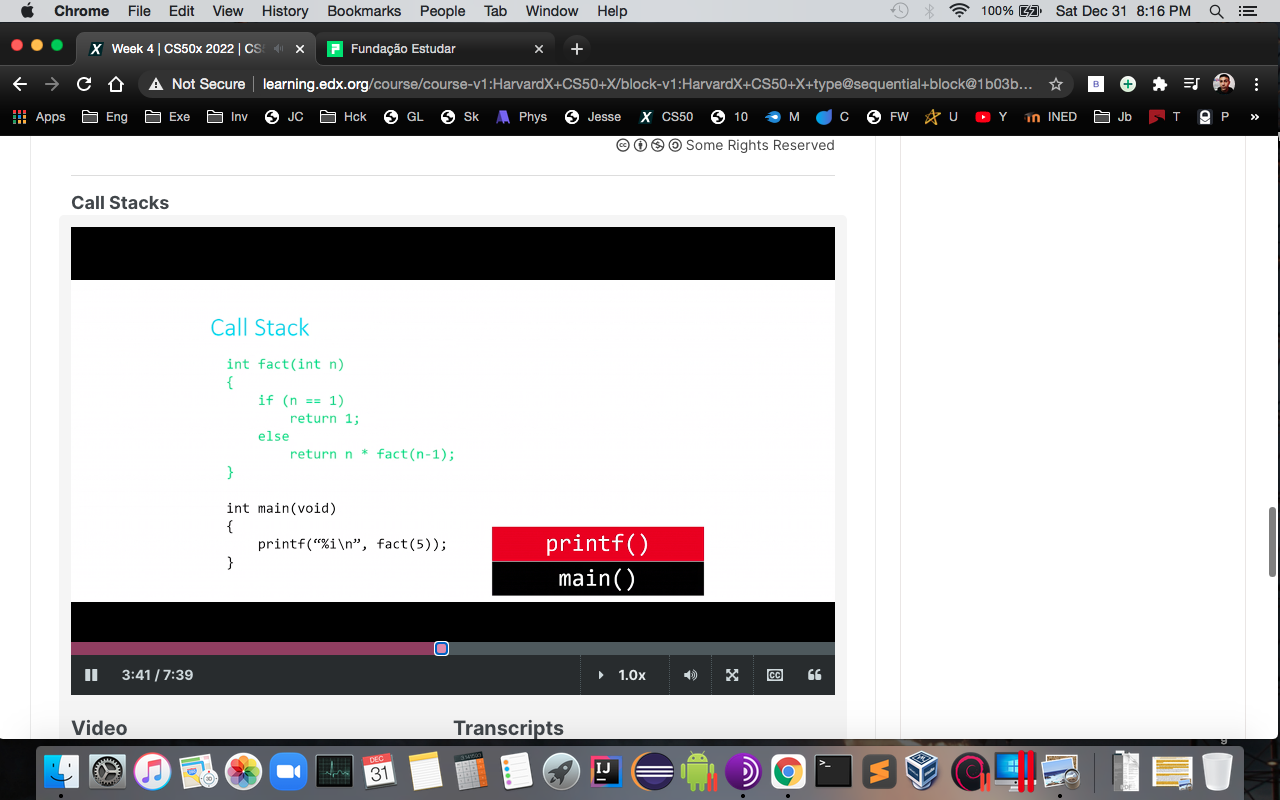 Chrome File Edit View History Bookmarks People Tab Window Help 100% Sat Dec 31 8:16 PM
Week 4 | CS50x 2022 | CS Fundação Estudar
Not Secure learning.edx.org/course/course-v1:HarvardX+CS50+X/block-v1:HarvardX+CS50+X+type@sequential+block@1b03b...
Apps Eng Exe Inv JC Hck GL Sk Phys Jesse CS50 10 M C FW U Y INED Jb T P »
Some Rights Reserved
Call Stacks
Call Stack
int fact(int n)
{
if (n == 1)
return 1;
else
return n * fact(n-1);
}
int main(void)
{
printf(“%i\n”, fact(5));
}
printf()
main()
3:41 / 7:39 1.0x CC
Video Transcripts
DEC
31
IJ
PDF